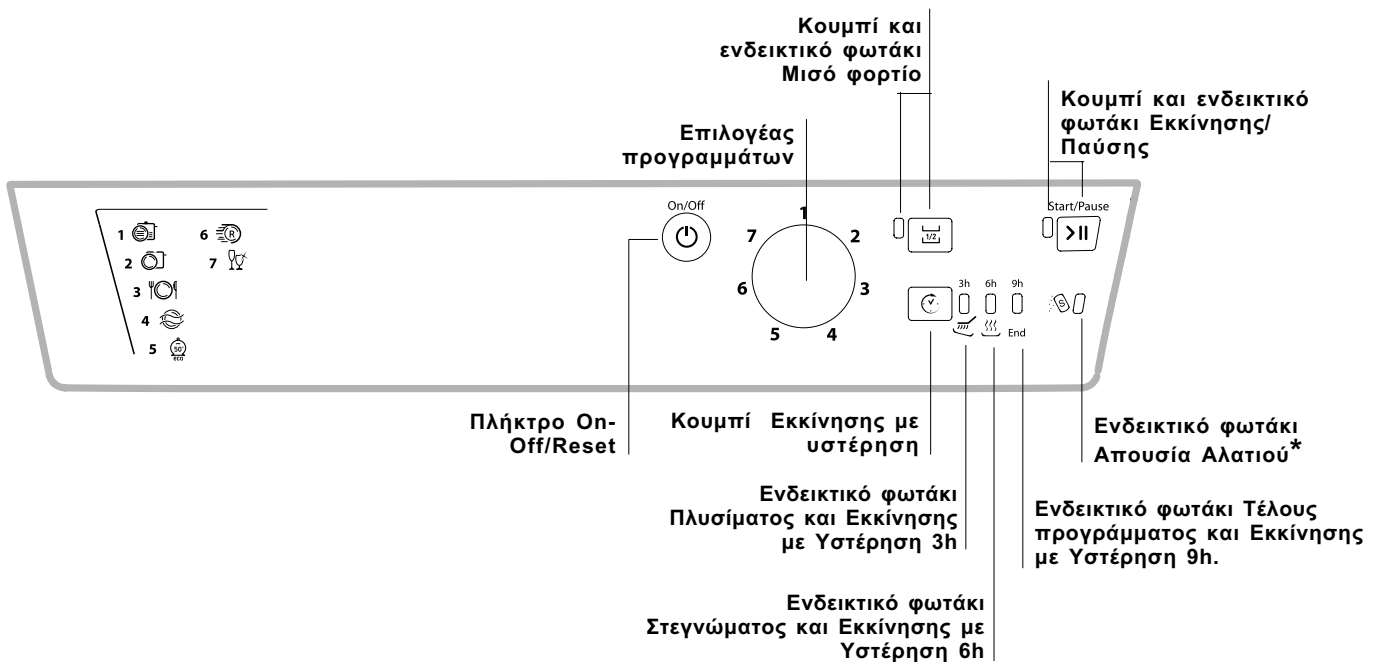 Κουμπί και
ενδεικτικό φωτάκι
Μισό φορτίο
Κουμπί και ενδεικτικό
φωτάκι Εκκίνησης/
Παύσης
Επιλογέας
προγραμμάτων
1
2
3
4
5
50°
eco
6
R
7
On/Off
1
2
3
4
5
6
7
1/2
Start/Pause
3h 6h 9h
End
S
Πλήκτρο On-
Off/Reset
Κουμπί Εκκίνησης με
υστέρηση
Ενδεικτικό φωτάκι
Απουσία Αλατιού*
Ενδεικτικό φωτάκι
Πλυσίματος και Εκκίνησης
με Υστέρηση 3h
Ενδεικτικό φωτάκι Τέλους
προγράμματος και Εκκίνησης
με Υστέρηση 9h.
Ενδεικτικό φωτάκι
Στεγνώματος και Εκκίνησης με
Υστέρηση 6h